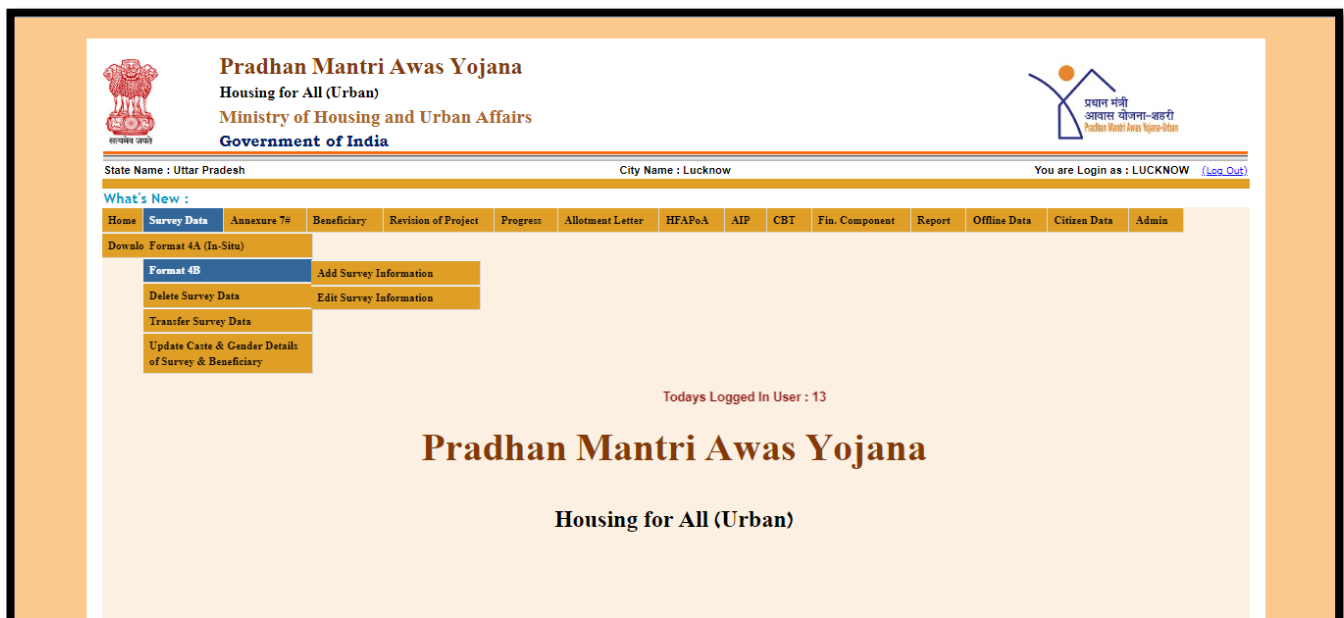 Pradhan Mantri Awas Yojana
Housing for All (Urban)
Ministry of Housing and Urban Affairs
Government of India
सत्यमेव जयते
प्रधान मंत्री
आवास योजना-शहरी
Pradhan Mantri Awas Yojana-Urban
State Name : Uttar Pradesh City Name : Lucknow You are Login as : LUCKNOW (Log Out)
What's New :
Home Survey Data Annexure 7# Beneficiary Revision of Project Progress Allotment Letter HFAPoA AIP CBT Fin. Component Report Offline Data Citizen Data Admin
Downlo Format 4A (In-Situ)
Format 4B Add Survey Information
Delete Survey Data Edit Survey Information
Transfer Survey Data
Update Caste & Gender Details
of Survey & Beneficiary
Todays Logged In User : 13
Pradhan Mantri Awas Yojana
Housing for All (Urban)